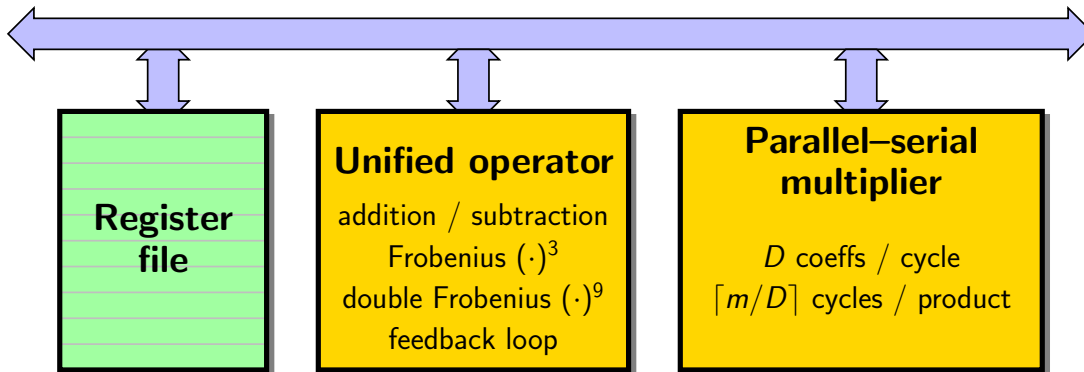 Register
file
Unified operator
addition / subtraction
Frobenius (·)³
double Frobenius (·)⁹
feedback loop
Parallel–serial
multiplier
D coeffs / cycle
⌈m/D⌉ cycles / product